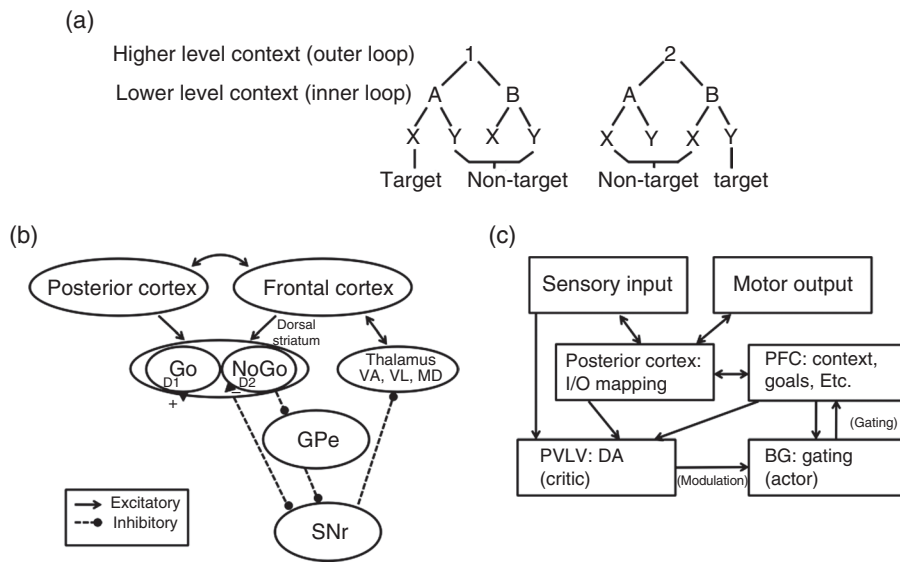 (a)
Higher level context (outer loop) 1 2
Lower level context (inner loop) A B A B
X Y X Y X Y X Y
Target Non-target Non-target target
(b)
Posterior cortex
Frontal cortex
Dorsal
striatum
Go
NoGo
D1
D2
+
–
Thalamus
VA, VL, MD
GPe
SNr
Excitatory
Inhibitory
(c)
Sensory input
Motor output
Posterior cortex:
I/O mapping
PFC: context,
goals, Etc.
(Gating)
PVLV: DA
(critic)
(Modulation)
BG: gating
(actor)